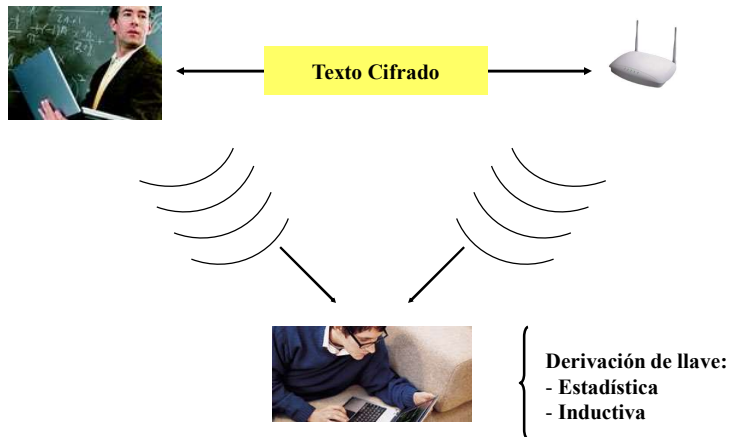 Texto Cifrado
Derivación de llave:
- Estadística
- Inductiva